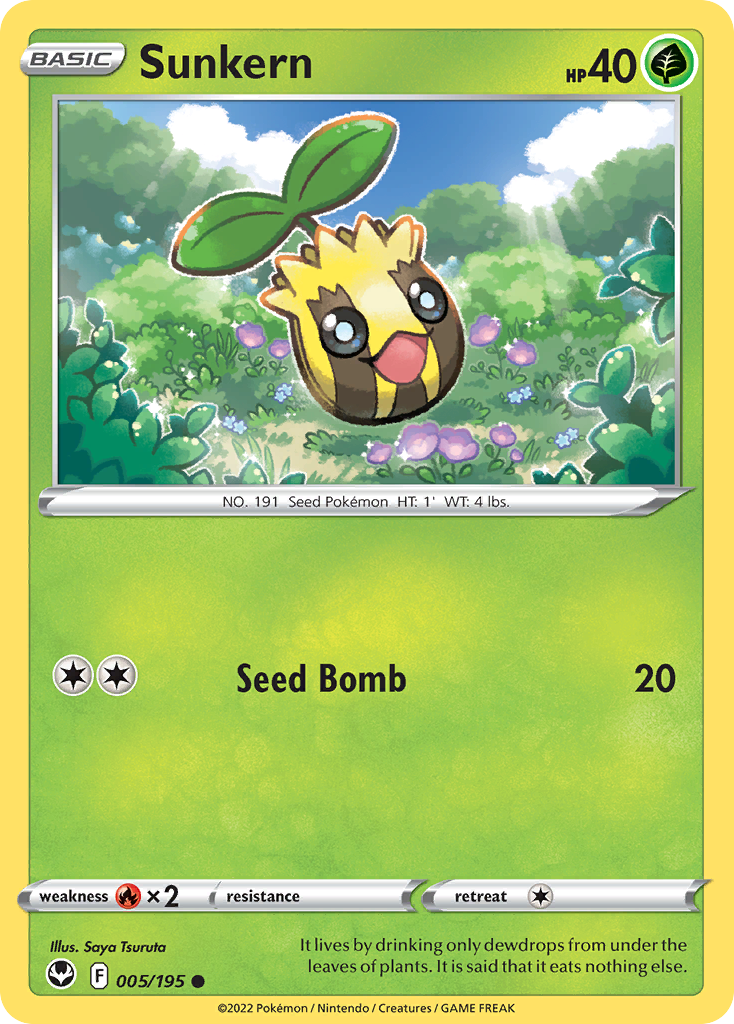 BASIC Sunkern HP40
NO. 191 Seed Pokémon HT: 1' WT: 4 lbs.
Seed Bomb 20
weakness ×2 resistance retreat
Illus. Saya Tsuruta
It lives by drinking only dewdrops from under the
leaves of plants. It is said that it eats nothing else.
F 005/195
©2022 Pokémon / Nintendo / Creatures / GAME FREAK